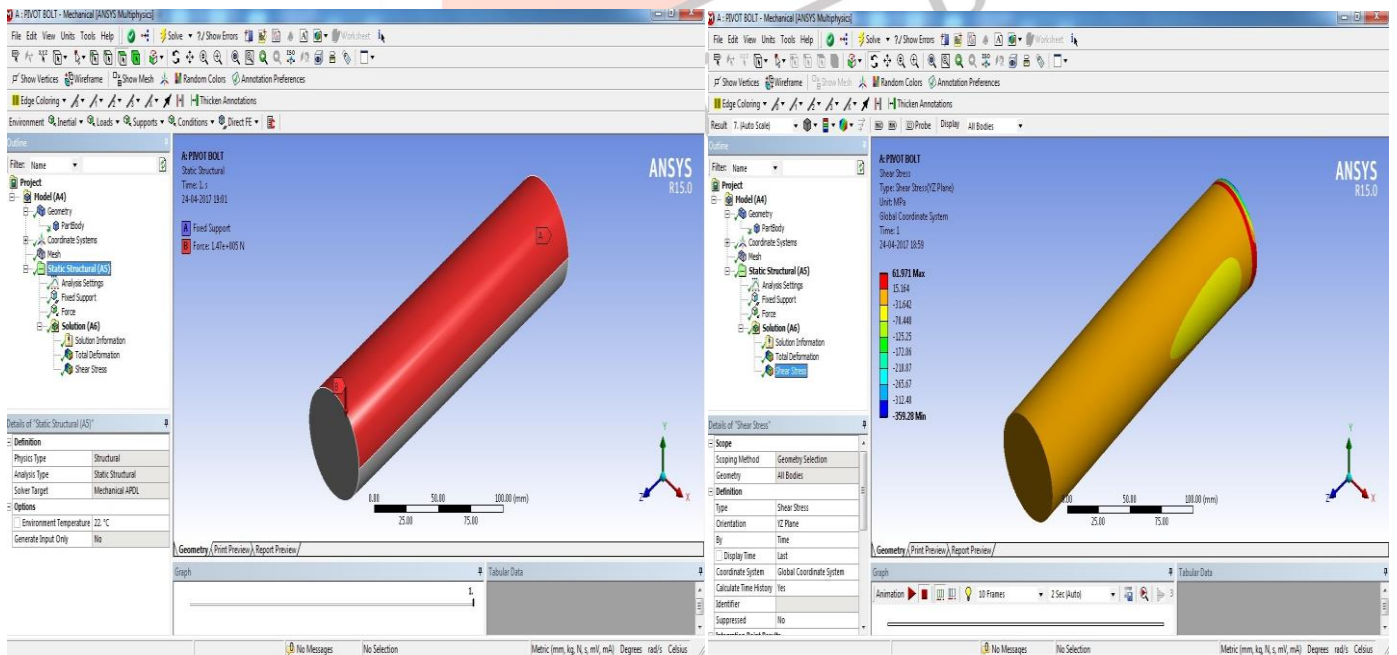 A : PIVOT BOLT - Mechanical [ANSYS Multiphysics]
File Edit View Units Tools Help Solve ?/ Show Errors Worksheet
Show Vertices Wireframe Show Mesh Random Colors Annotation Preferences
Edge Coloring Thicken Annotations
Environment Inertial Loads Supports Conditions Direct FE
Outline
Filter: Name
Project
Model (A4)
Geometry
PartBody
Coordinate Systems
Mesh
Static Structural (A5)
Analysis Settings
Fixed Support
Force
Solution (A6)
Solution Information
Total Deformation
Shear Stress
Details of "Static Structural (A5)"
Definition
Physics Type Structural
Analysis Type Static Structural
Solver Target Mechanical APDL
Options
Environment Temperature 22. °C
Generate Input Only No
A: PIVOT BOLT
Static Structural
Time: 1. s
24-04-2017 19:01
A Fixed Support
B Force: 1.47e+005 N
ANSYS
R15.0
A
B
Y
Z X
0.00 50.00 100.00 (mm)
25.00 75.00
Geometry Print Preview Report Preview
Graph
1.
Tabular Data
No Messages No Selection Metric (mm, kg, N, s, mV, mA) Degrees rad/s Celsius
A : PIVOT BOLT - Mechanical [ANSYS Multiphysics]
File Edit View Units Tools Help Solve ?/ Show Errors Worksheet
Show Vertices Wireframe Show Mesh Random Colors Annotation Preferences
Edge Coloring Thicken Annotations
Result 7. (Auto Scale) Probe Display All Bodies
Outline
Filter: Name
Project
Model (A4)
Geometry
PartBody
Coordinate Systems
Mesh
Static Structural (A5)
Analysis Settings
Fixed Support
Force
Solution (A6)
Solution Information
Total Deformation
Shear Stress
Details of "Shear Stress"
Scope
Scoping Method Geometry Selection
Geometry All Bodies
Definition
Type Shear Stress
Orientation YZ Plane
By Time
Display Time Last
Coordinate System Global Coordinate System
Calculate Time History Yes
Identifier
Suppressed No
Integration Point Results
A: PIVOT BOLT
Shear Stress
Type: Shear Stress(YZ Plane)
Unit: MPa
Global Coordinate System
Time: 1
24-04-2017 18:59
61.971 Max
15.164
-31.642
-78.448
-125.25
-172.06
-218.87
-265.67
-312.48
-359.28 Min
ANSYS
R15.0
Y
Z X
0.00 50.00 100.00 (mm)
25.00 75.00
Geometry Print Preview Report Preview
Graph
Animation 10 Frames 2 Sec (Auto) 3
Tabular Data
No Messages No Selection Metric (mm, kg, N, s, mV, mA) Degrees rad/s Celsius